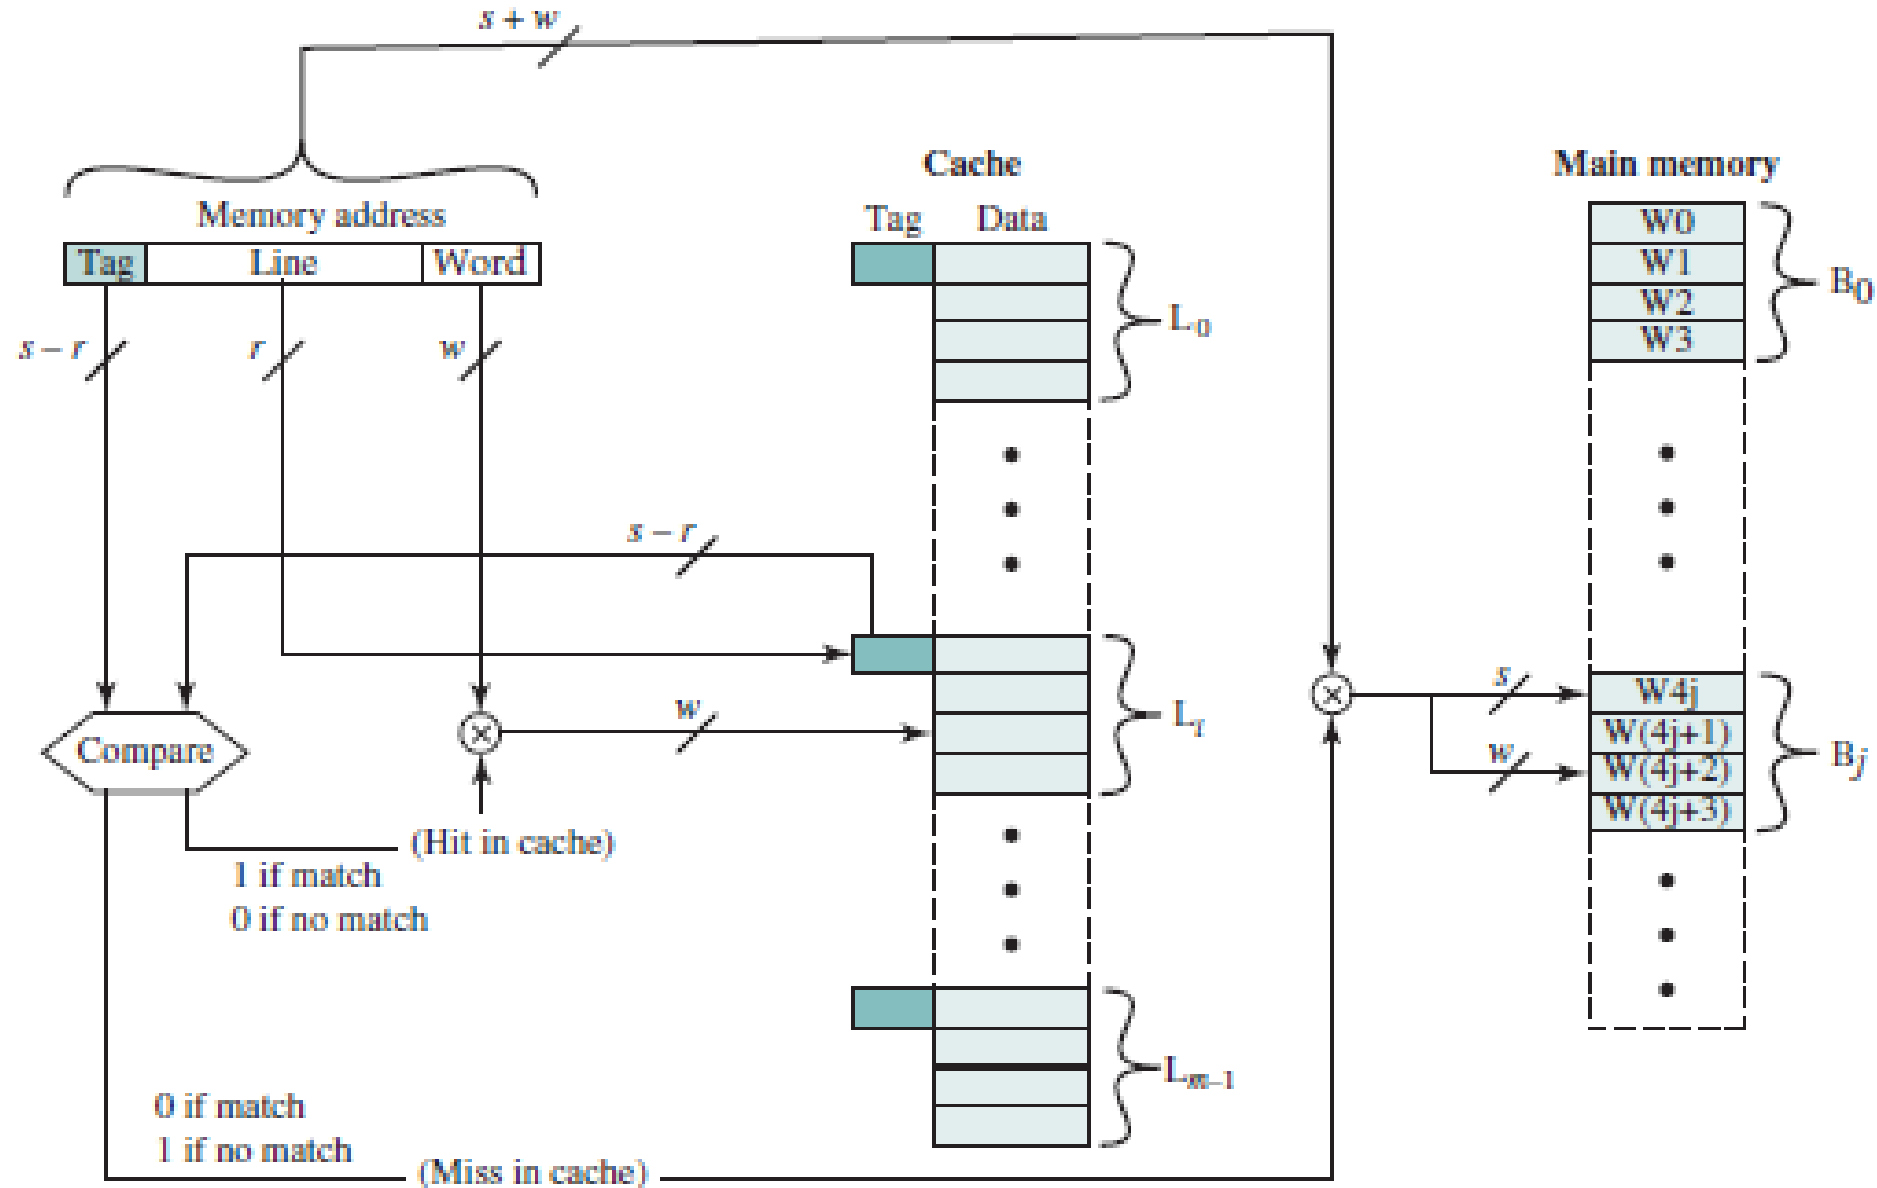 s + w
Cache
Main memory
Memory address
Tag Data
Tag Line Word
W0
W1
W2
W3
B0
L0
s – r
r
w
s – r
s
W4j
W(4j+1)
W(4j+2)
W(4j+3)
Bj
w
w
Li
Compare
(Hit in cache)
1 if match
0 if no match
Lm–1
0 if match
1 if no match
(Miss in cache)